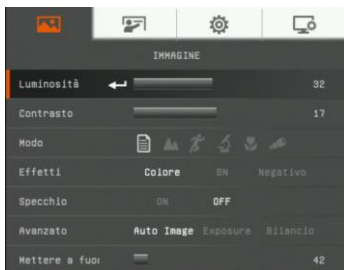 IMMAGINE
Luminosità 32
Contrasto 17
Modo
Effetti Colore BN Negativo
Specchio ON OFF
Avanzato Auto Image Exposure Bilancio
Mettere a fuo 42